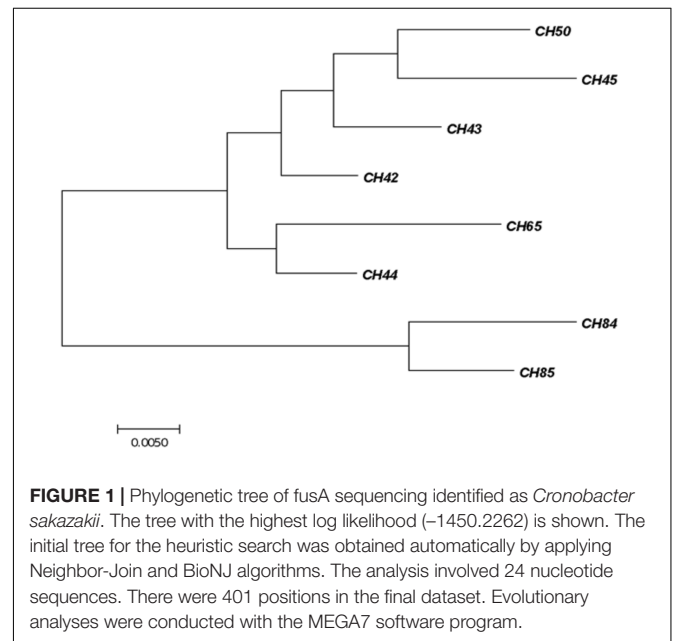 CH50
CH45
CH43
CH42
CH65
CH44
CH84
CH85
0.0050
FIGURE 1 | Phylogenetic tree of fusA sequencing identified as Cronobacter
sakazakii. The tree with the highest log likelihood (–1450.2262) is shown. The
initial tree for the heuristic search was obtained automatically by applying
Neighbor-Join and BioNJ algorithms. The analysis involved 24 nucleotide
sequences. There were 401 positions in the final dataset. Evolutionary
analyses were conducted with the MEGA7 software program.